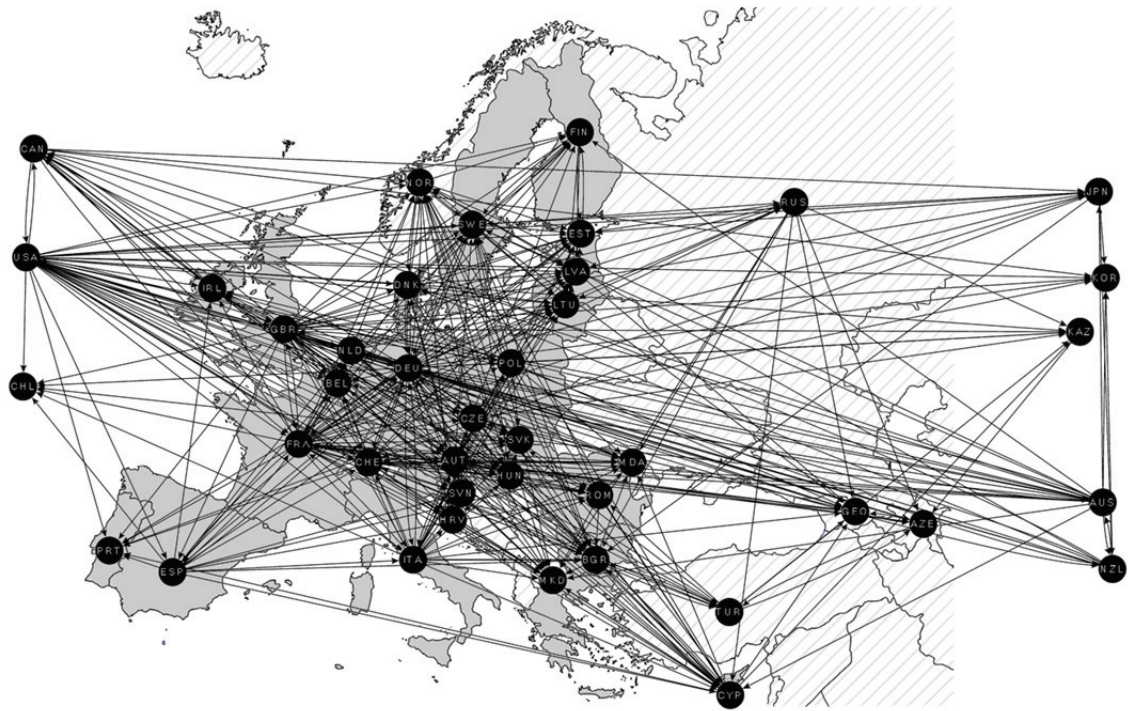 FIN
CAN
NOR
JPN
RUS
SWE
EST
USA
LVA
KOR
IRL
DNK
LTU
GBR
KAZ
NLD
POL
DEU
BEL
CHL
CZE
SVK
FRA
CHE
AUT
MDA
HUN
SVN
ROM
AUS
GEO
HRV
AZE
PRT
ITA
BGR
NZL
ESP
MKD
TUR
CYP